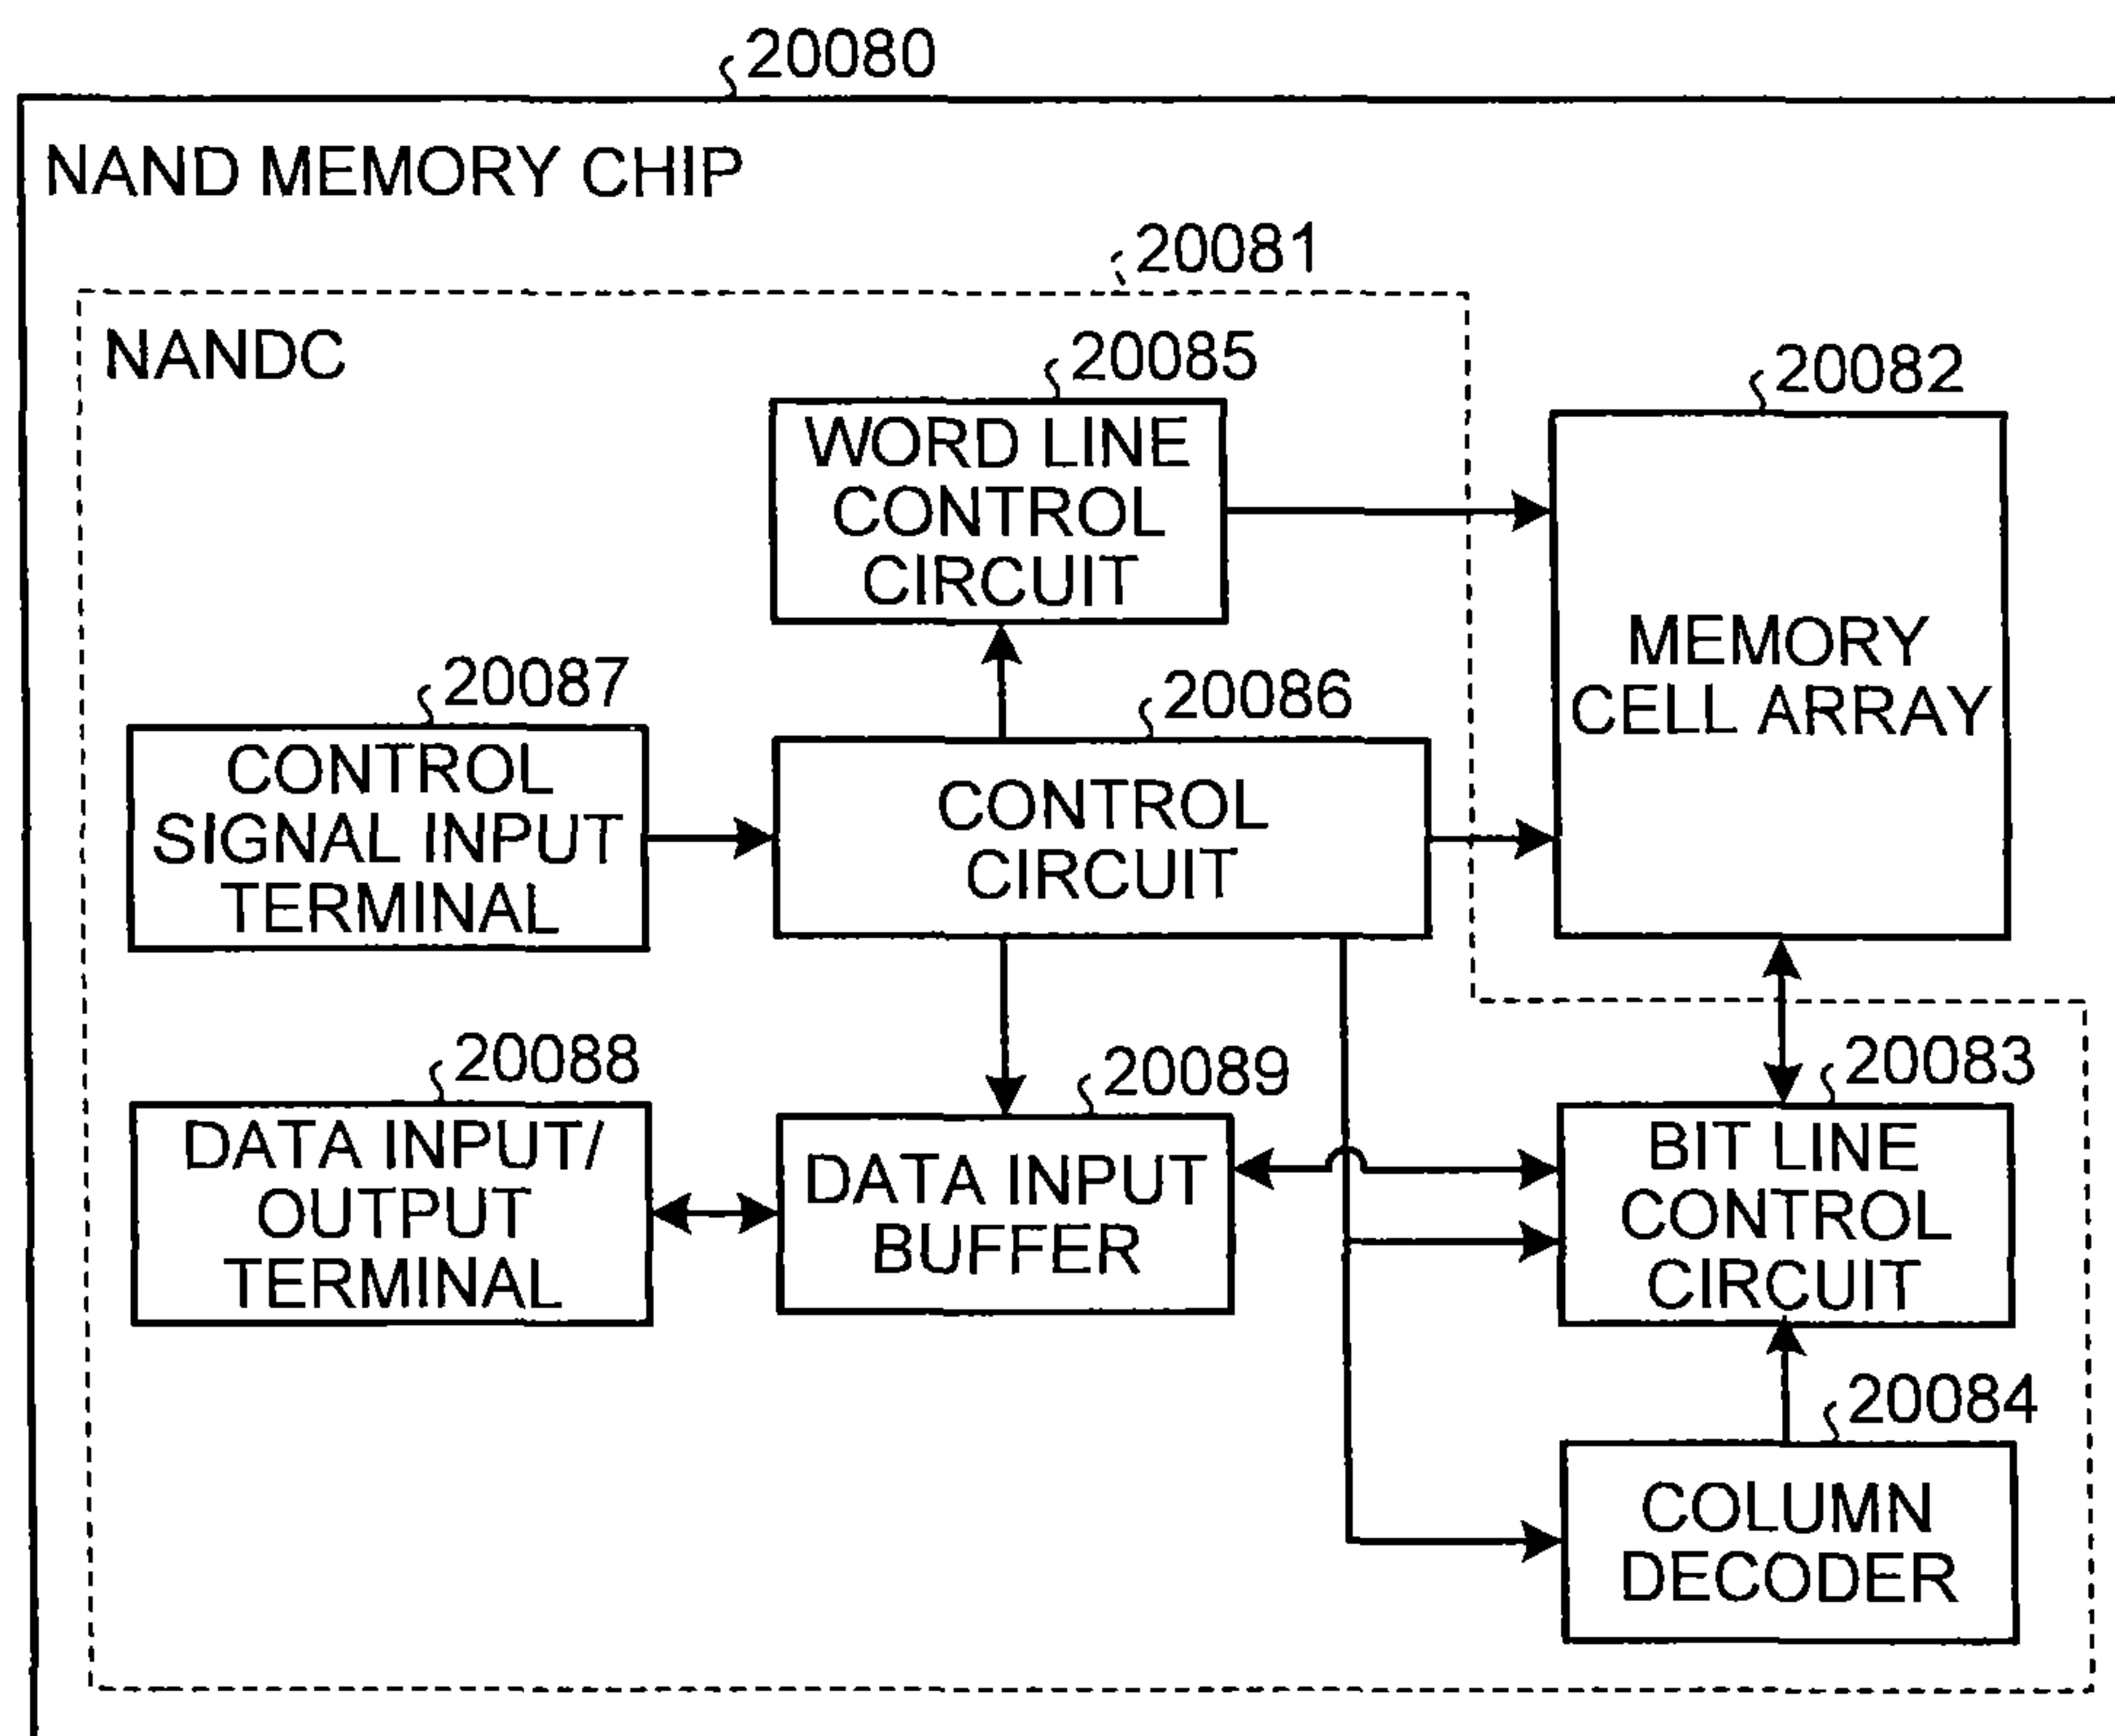 20080
NAND MEMORY CHIP
20081
NANDC
20085
WORD LINE
CONTROL
CIRCUIT
20082
MEMORY
CELL ARRAY
20087
CONTROL
SIGNAL INPUT
TERMINAL
20086
CONTROL
CIRCUIT
20088
DATA INPUT/
OUTPUT
TERMINAL
20089
DATA INPUT
BUFFER
20083
BIT LINE
CONTROL
CIRCUIT
20084
COLUMN
DECODER